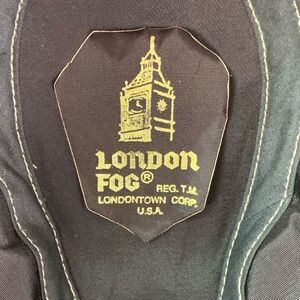 LONDON
FOG® REG. T.M.
LONDONTOWN CORP.
U.S.A.